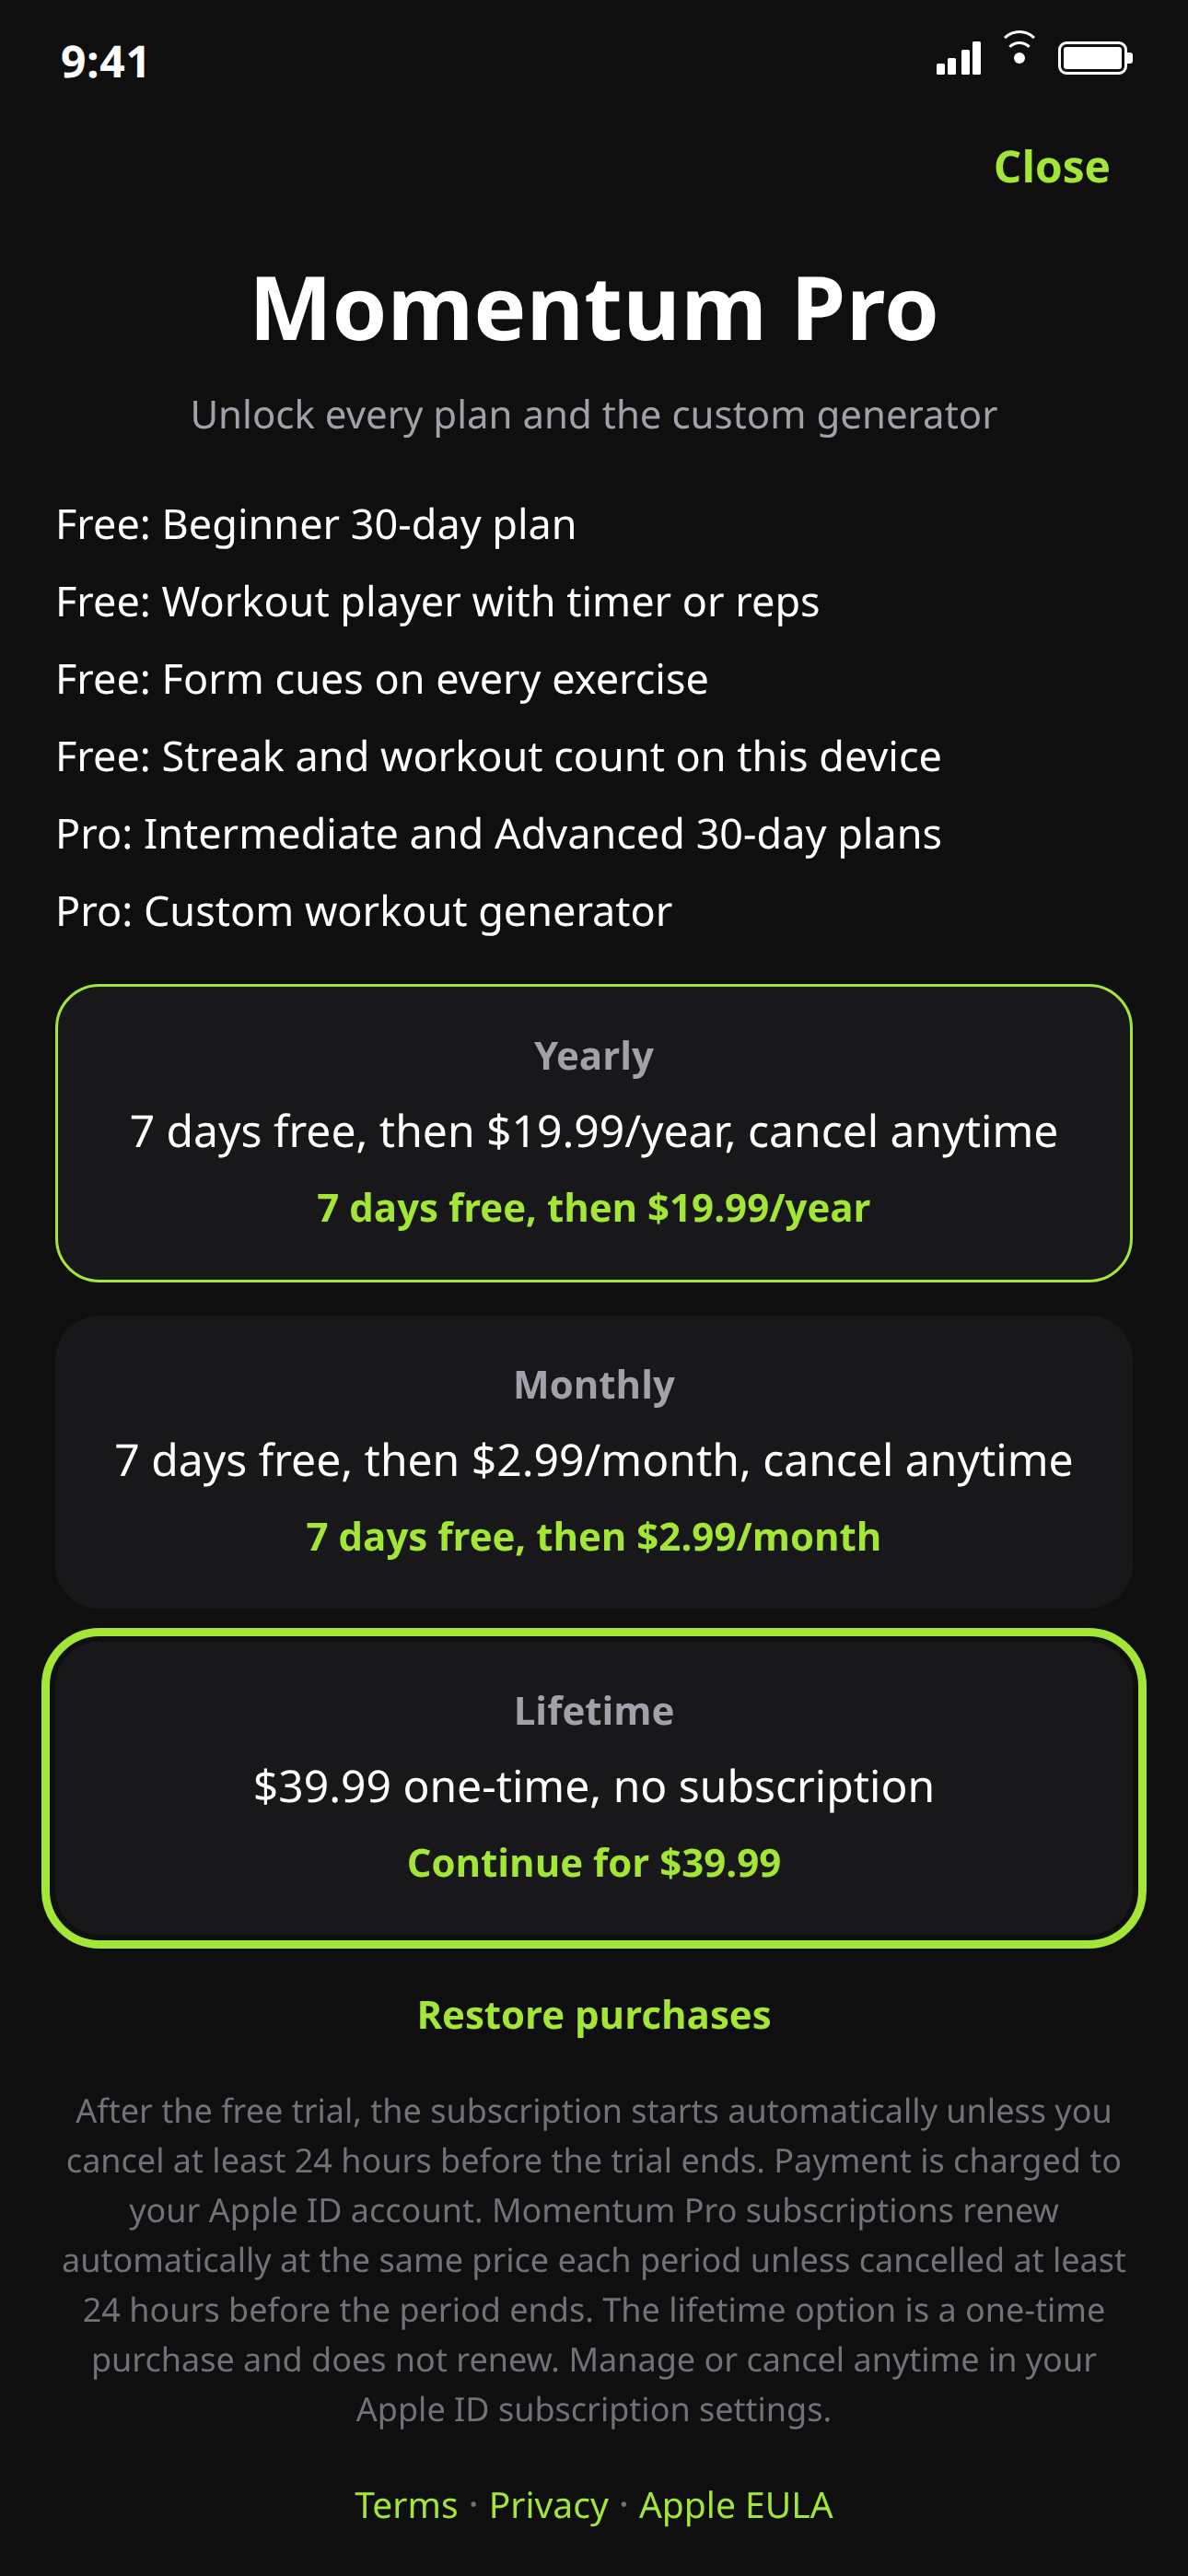 9:41
Close
Momentum Pro
Unlock every plan and the custom generator
Free: Beginner 30-day plan
Free: Workout player with timer or reps
Free: Form cues on every exercise
Free: Streak and workout count on this device
Pro: Intermediate and Advanced 30-day plans
Pro: Custom workout generator
Yearly
7 days free, then $19.99/year, cancel anytime
7 days free, then $19.99/year
Monthly
7 days free, then $2.99/month, cancel anytime
7 days free, then $2.99/month
Lifetime
$39.99 one-time, no subscription
Continue for $39.99
Restore purchases
After the free trial, the subscription starts automatically unless you
cancel at least 24 hours before the trial ends. Payment is charged to
your Apple ID account. Momentum Pro subscriptions renew
automatically at the same price each period unless cancelled at least
24 hours before the period ends. The lifetime option is a one-time
purchase and does not renew. Manage or cancel anytime in your
Apple ID subscription settings.
Terms · Privacy · Apple EULA